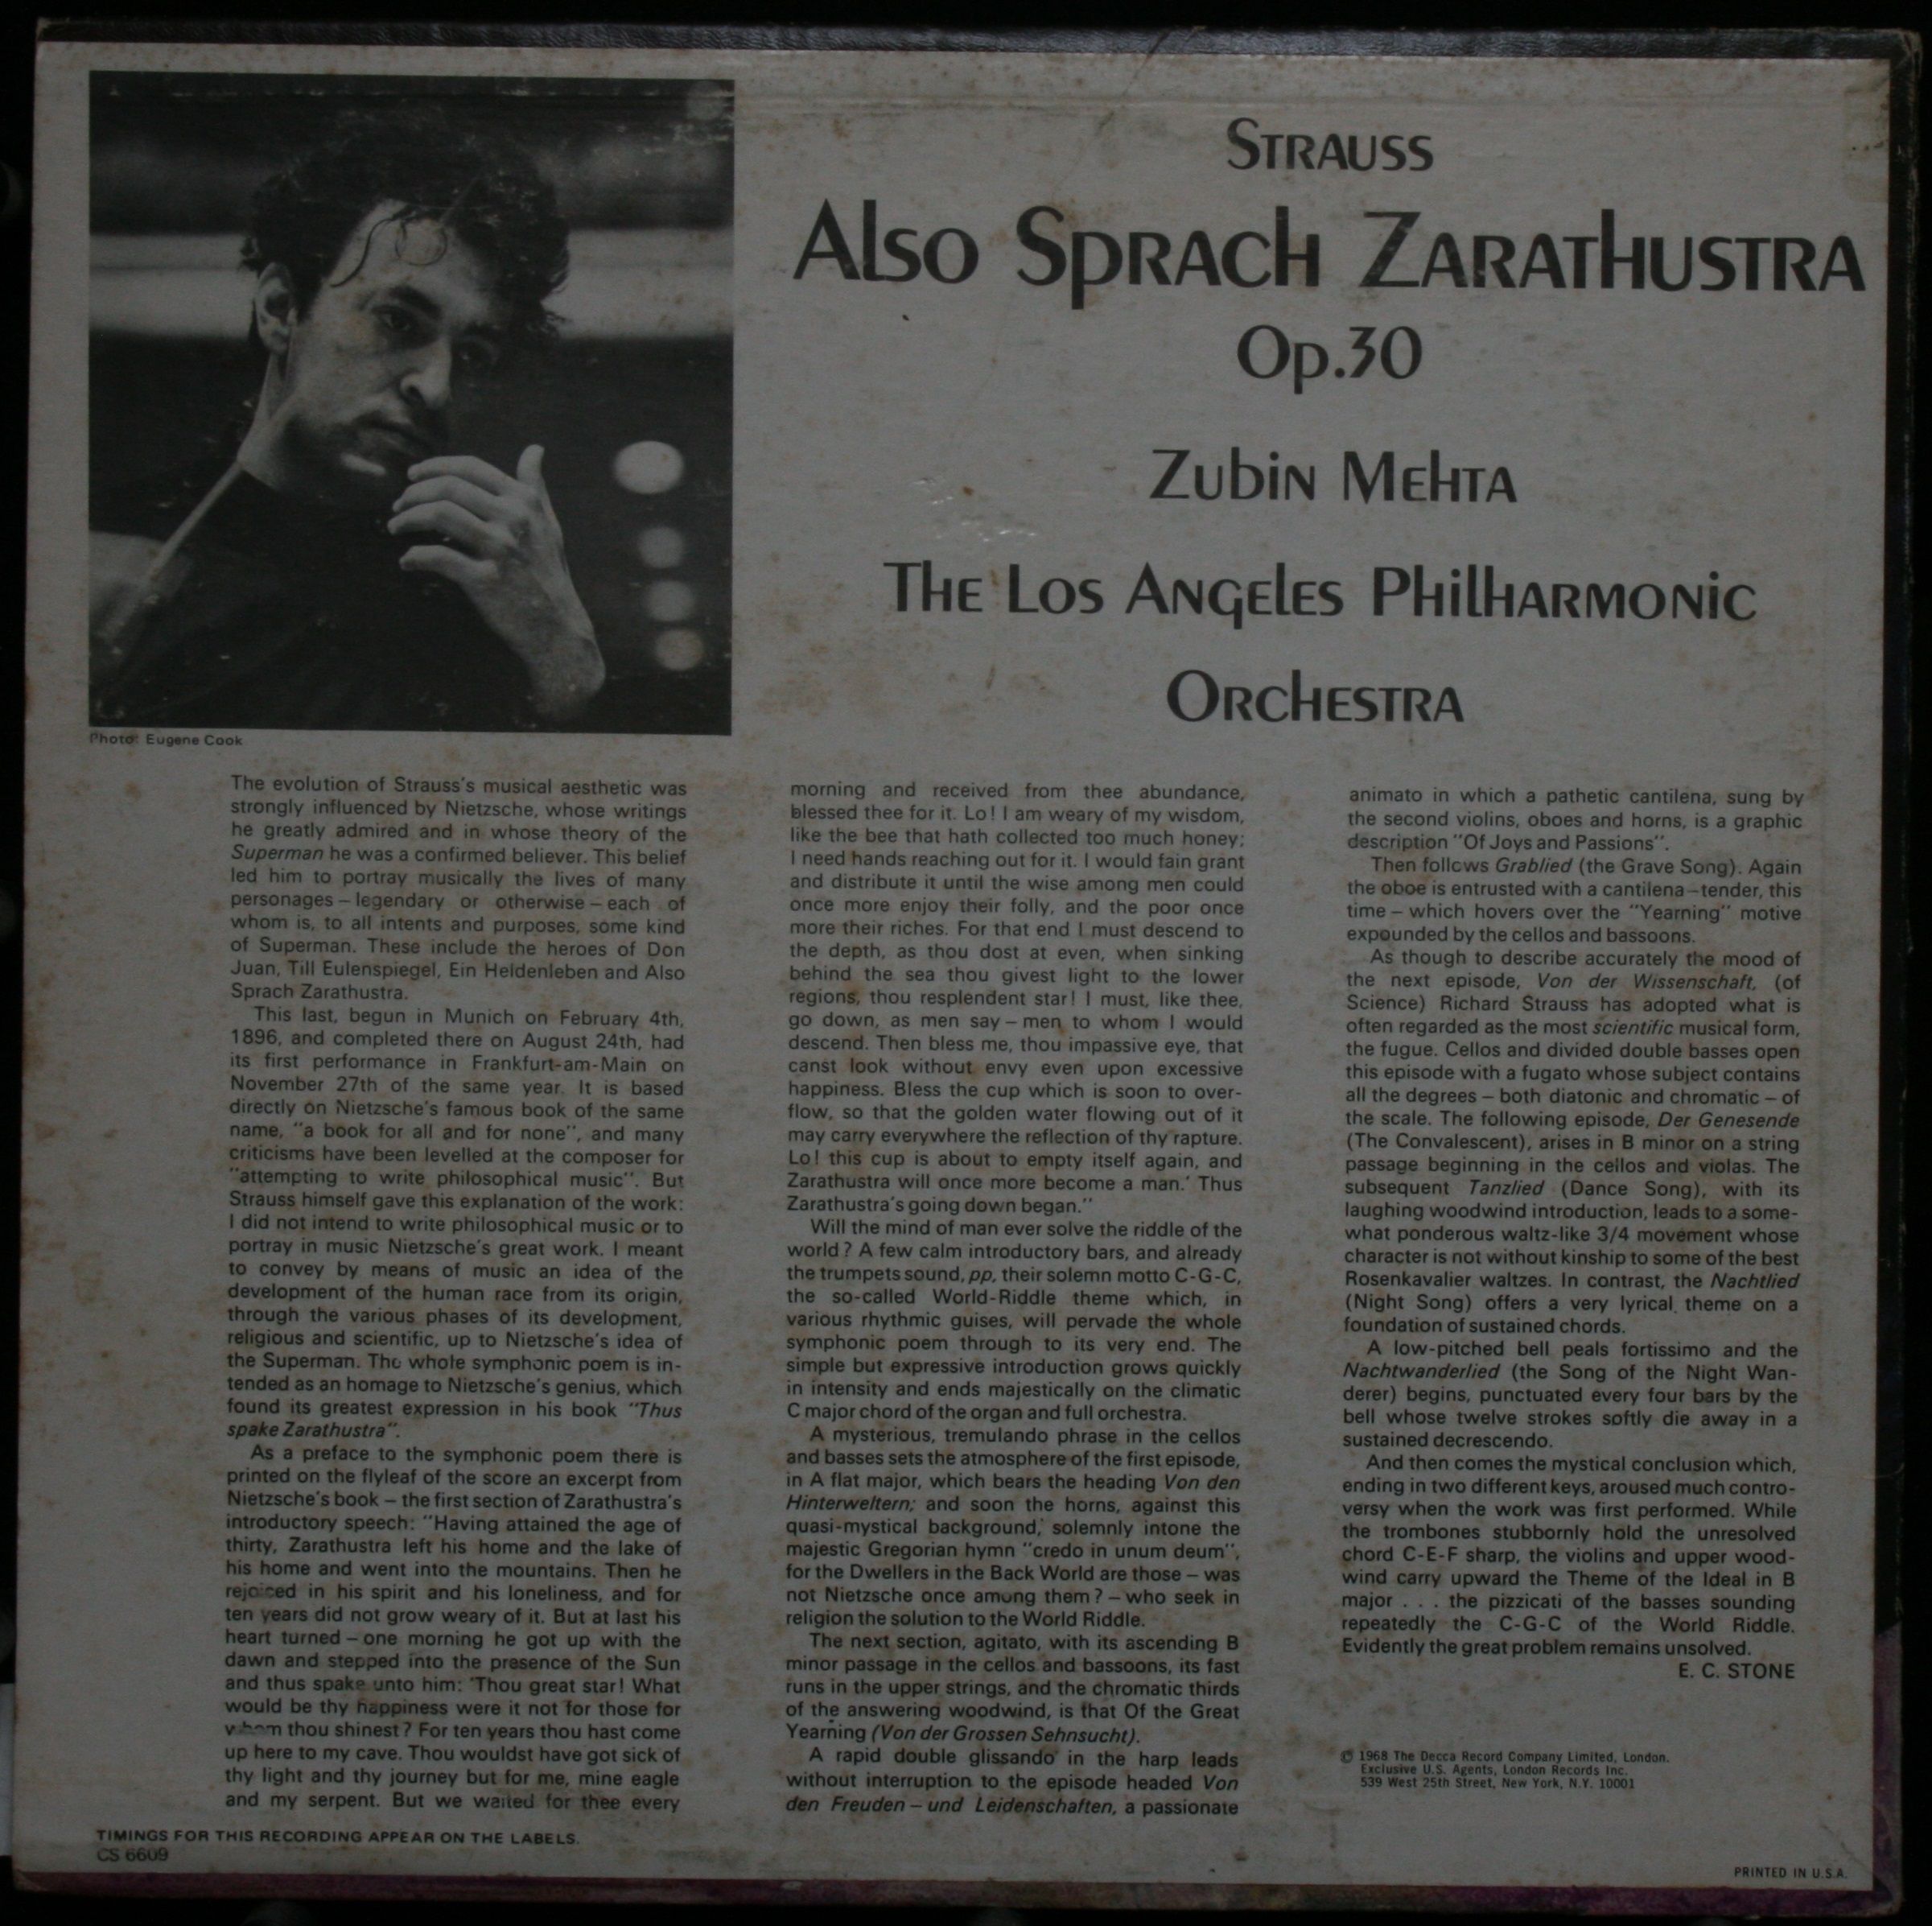 STRAUSS
Also Sprach Zarathustra
Op.30
Zubin Mehta
The Los Angeles Philharmonic
Orchestra
Photo: Eugene Cook
The evolution of Strauss's musical aesthetic was
strongly influenced by Nietzsche, whose writings
he greatly admired and in whose theory of the
Superman he was a confirmed believer. This belief
led him to portray musically the lives of many
personages – legendary or otherwise – each of
whom is, to all intents and purposes, some kind
of Superman. These include the heroes of Don
Juan, Till Eulenspiegel, Ein Heldenleben and Also
Sprach Zarathustra.
This last, begun in Munich on February 4th,
1896, and completed there on August 24th, had
its first performance in Frankfurt-am-Main on
November 27th of the same year. It is based
directly on Nietzsche's famous book of the same
name, "a book for all and for none", and many
criticisms have been levelled at the composer for
"attempting to write philosophical music". But
Strauss himself gave this explanation of the work:
I did not intend to write philosophical music or to
portray in music Nietzsche's great work. I meant
to convey by means of music an idea of the
development of the human race from its origin,
through the various phases of its development,
religious and scientific, up to Nietzsche's idea of
the Superman. The whole symphonic poem is in-
tended as an homage to Nietzsche's genius, which
found its greatest expression in his book "Thus
spake Zarathustra".
As a preface to the symphonic poem there is
printed on the flyleaf of the score an excerpt from
Nietzsche's book – the first section of Zarathustra's
introductory speech: "Having attained the age of
thirty, Zarathustra left his home and the lake of
his home and went into the mountains. Then he
rejoiced in his spirit and his loneliness, and for
ten years did not grow weary of it. But at last his
heart turned – one morning he got up with the
dawn and stepped into the presence of the Sun
and thus spake unto him: 'Thou great star! What
would be thy happiness were it not for those for
whom thou shinest? For ten years thou hast come
up here to my cave. Thou wouldst have got sick of
thy light and thy journey but for me, mine eagle
and my serpent. But we waited for thee every
morning and received from thee abundance,
blessed thee for it. Lo! I am weary of my wisdom,
like the bee that hath collected too much honey;
I need hands reaching out for it. I would fain grant
and distribute it until the wise among men could
once more enjoy their folly, and the poor once
more their riches. For that end I must descend to
the depth, as thou dost at even, when sinking
behind the sea thou givest light to the lower
regions, thou resplendent star! I must, like thee,
go down, as men say – men to whom I would
descend. Then bless me, thou impassive eye, that
canst look without envy even upon excessive
happiness. Bless the cup which is soon to over-
flow, so that the golden water flowing out of it
may carry everywhere the reflection of thy rapture.
Lo! this cup is about to empty itself again, and
Zarathustra will once more become a man.' Thus
Zarathustra's going down began."
Will the mind of man ever solve the riddle of the
world? A few calm introductory bars, and already
the trumpets sound, pp, their solemn motto C-G-C,
the so-called World-Riddle theme which, in
various rhythmic guises, will pervade the whole
symphonic poem through to its very end. The
simple but expressive introduction grows quickly
in intensity and ends majestically on the climatic
C major chord of the organ and full orchestra.
A mysterious, tremulando phrase in the cellos
and basses sets the atmosphere of the first episode,
in A flat major, which bears the heading Von den
Hinterweltern; and soon the horns, against this
quasi-mystical background, solemnly intone the
majestic Gregorian hymn "credo in unum deum",
for the Dwellers in the Back World are those – was
not Nietzsche once among them? – who seek in
religion the solution to the World Riddle.
The next section, agitato, with its ascending B
minor passage in the cellos and bassoons, its fast
runs in the upper strings, and the chromatic thirds
of the answering woodwind, is that Of the Great
Yearning (Von der Grossen Sehnsucht).
A rapid double glissando in the harp leads
without interruption to the episode headed Von
den Freuden – und Leidenschaften, a passionate
animato in which a pathetic cantilena, sung by
the second violins, oboes and horns, is a graphic
description "Of Joys and Passions".
Then follows Grablied (the Grave Song). Again
the oboe is entrusted with a cantilena – tender, this
time – which hovers over the "Yearning" motive
expounded by the cellos and bassoons.
As though to describe accurately the mood of
the next episode, Von der Wissenschaft, (of
Science) Richard Strauss has adopted what is
often regarded as the most scientific musical form,
the fugue. Cellos and divided double basses open
this episode with a fugato whose subject contains
all the degrees – both diatonic and chromatic – of
the scale. The following episode, Der Genesende
(The Convalescent), arises in B minor on a string
passage beginning in the cellos and violas. The
subsequent Tanzlied (Dance Song), with its
laughing woodwind introduction, leads to a some-
what ponderous waltz-like 3/4 movement whose
character is not without kinship to some of the best
Rosenkavalier waltzes. In contrast, the Nachtlied
(Night Song) offers a very lyrical theme on a
foundation of sustained chords.
A low-pitched bell peals fortissimo and the
Nachtwanderlied (the Song of the Night Wan-
derer) begins, punctuated every four bars by the
bell whose twelve strokes softly die away in a
sustained decrescendo.
And then comes the mystical conclusion which,
ending in two different keys, aroused much contro-
versy when the work was first performed. While
the trombones stubbornly hold the unresolved
chord C-E-F sharp, the violins and upper wood-
wind carry upward the Theme of the Ideal in B
major . . . the pizzicati of the basses sounding
repeatedly the C-G-C of the World Riddle.
Evidently the great problem remains unsolved.
E. C. STONE
© 1968 The Decca Record Company Limited, London.
Exclusive U.S. Agents, London Records Inc.
539 West 25th Street, New York, N.Y. 10001
TIMINGS FOR THIS RECORDING APPEAR ON THE LABELS.
CS 6609
PRINTED IN U.S.A.